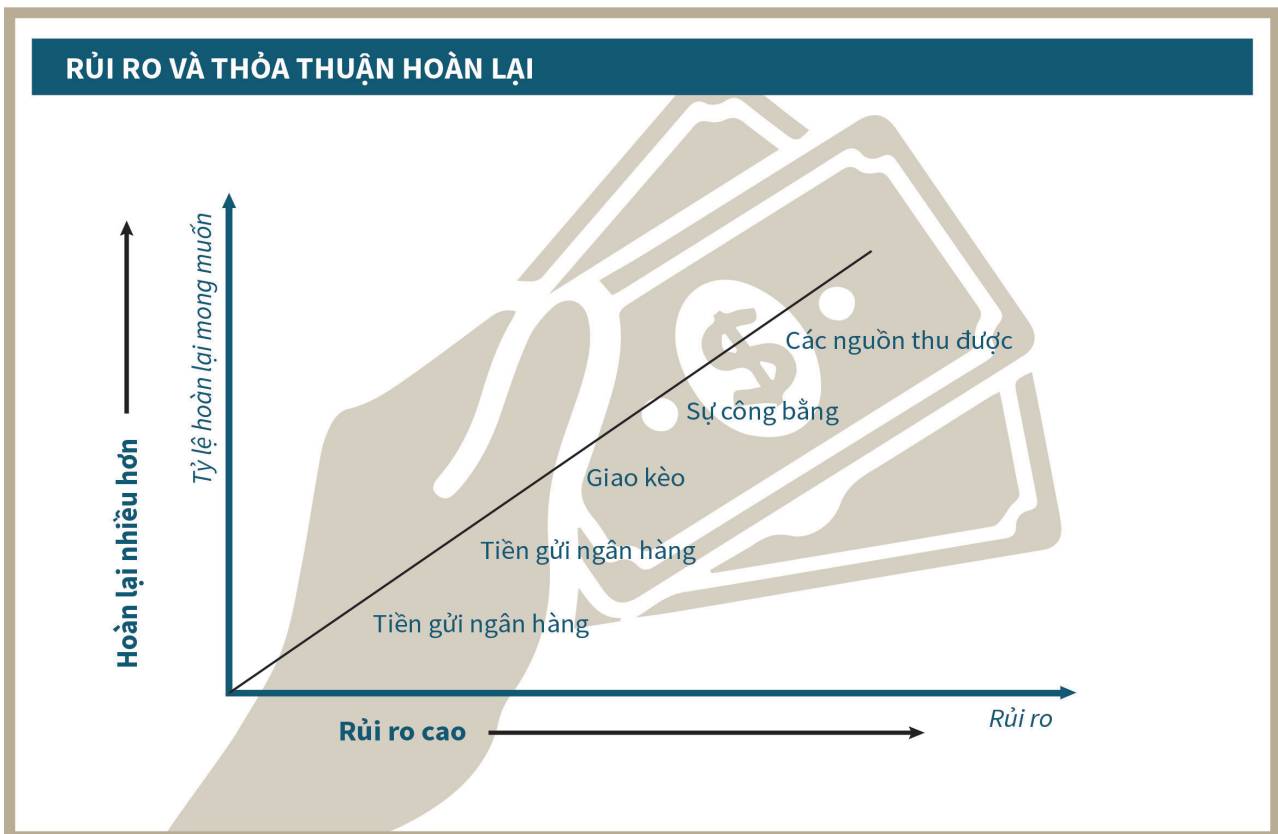 RỦI RO VÀ THỎA THUẬN HOÀN LẠI
Hoàn lại nhiều hơn
Tỷ lệ hoàn lại mong muốn
Các nguồn thu được
Sự công bằng
Giao kèo
Tiền gửi ngân hàng
Tiền gửi ngân hàng
Rủi ro
Rủi ro cao